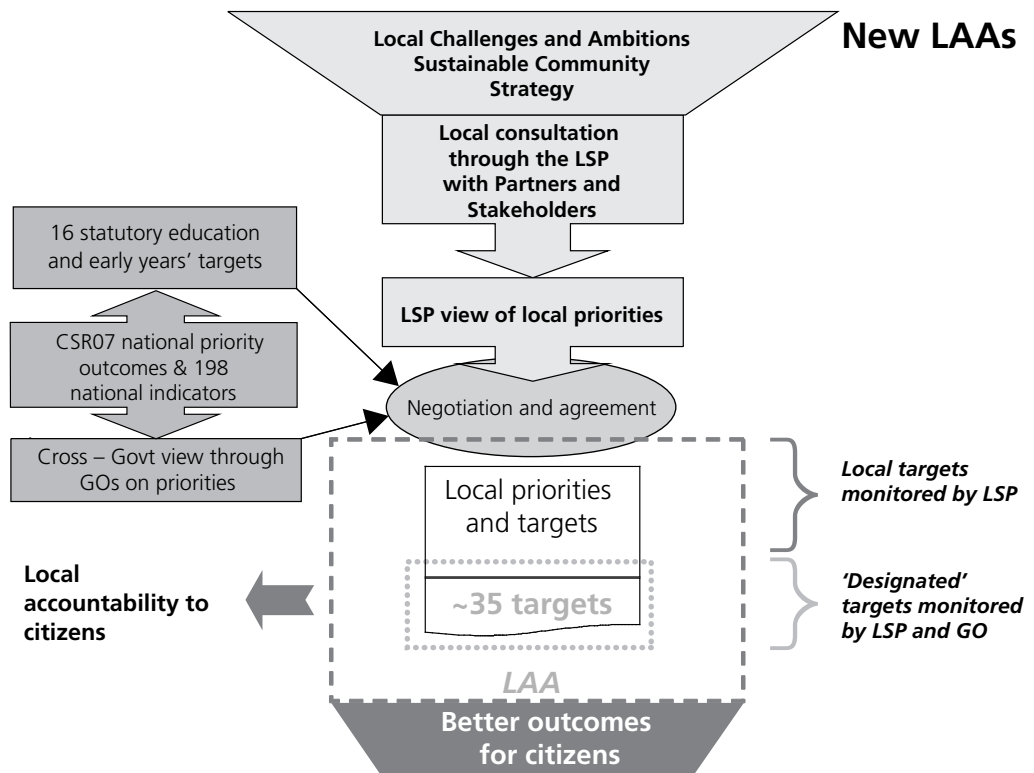 New LAAs
Local Challenges and Ambitions
Sustainable Community
Strategy
Local consultation
through the LSP
with Partners and
Stakeholders
16 statutory education
and early years’ targets
LSP view of local priorities
CSR07 national priority
outcomes & 198
national indicators
Negotiation and agreement
Cross – Govt view through
GOs on priorities
Local priorities
and targets
Local targets
monitored by LSP
Local
accountability to
citizens
~35 targets
‘Designated’
targets monitored
by LSP and GO
LAA
Better outcomes
for citizens